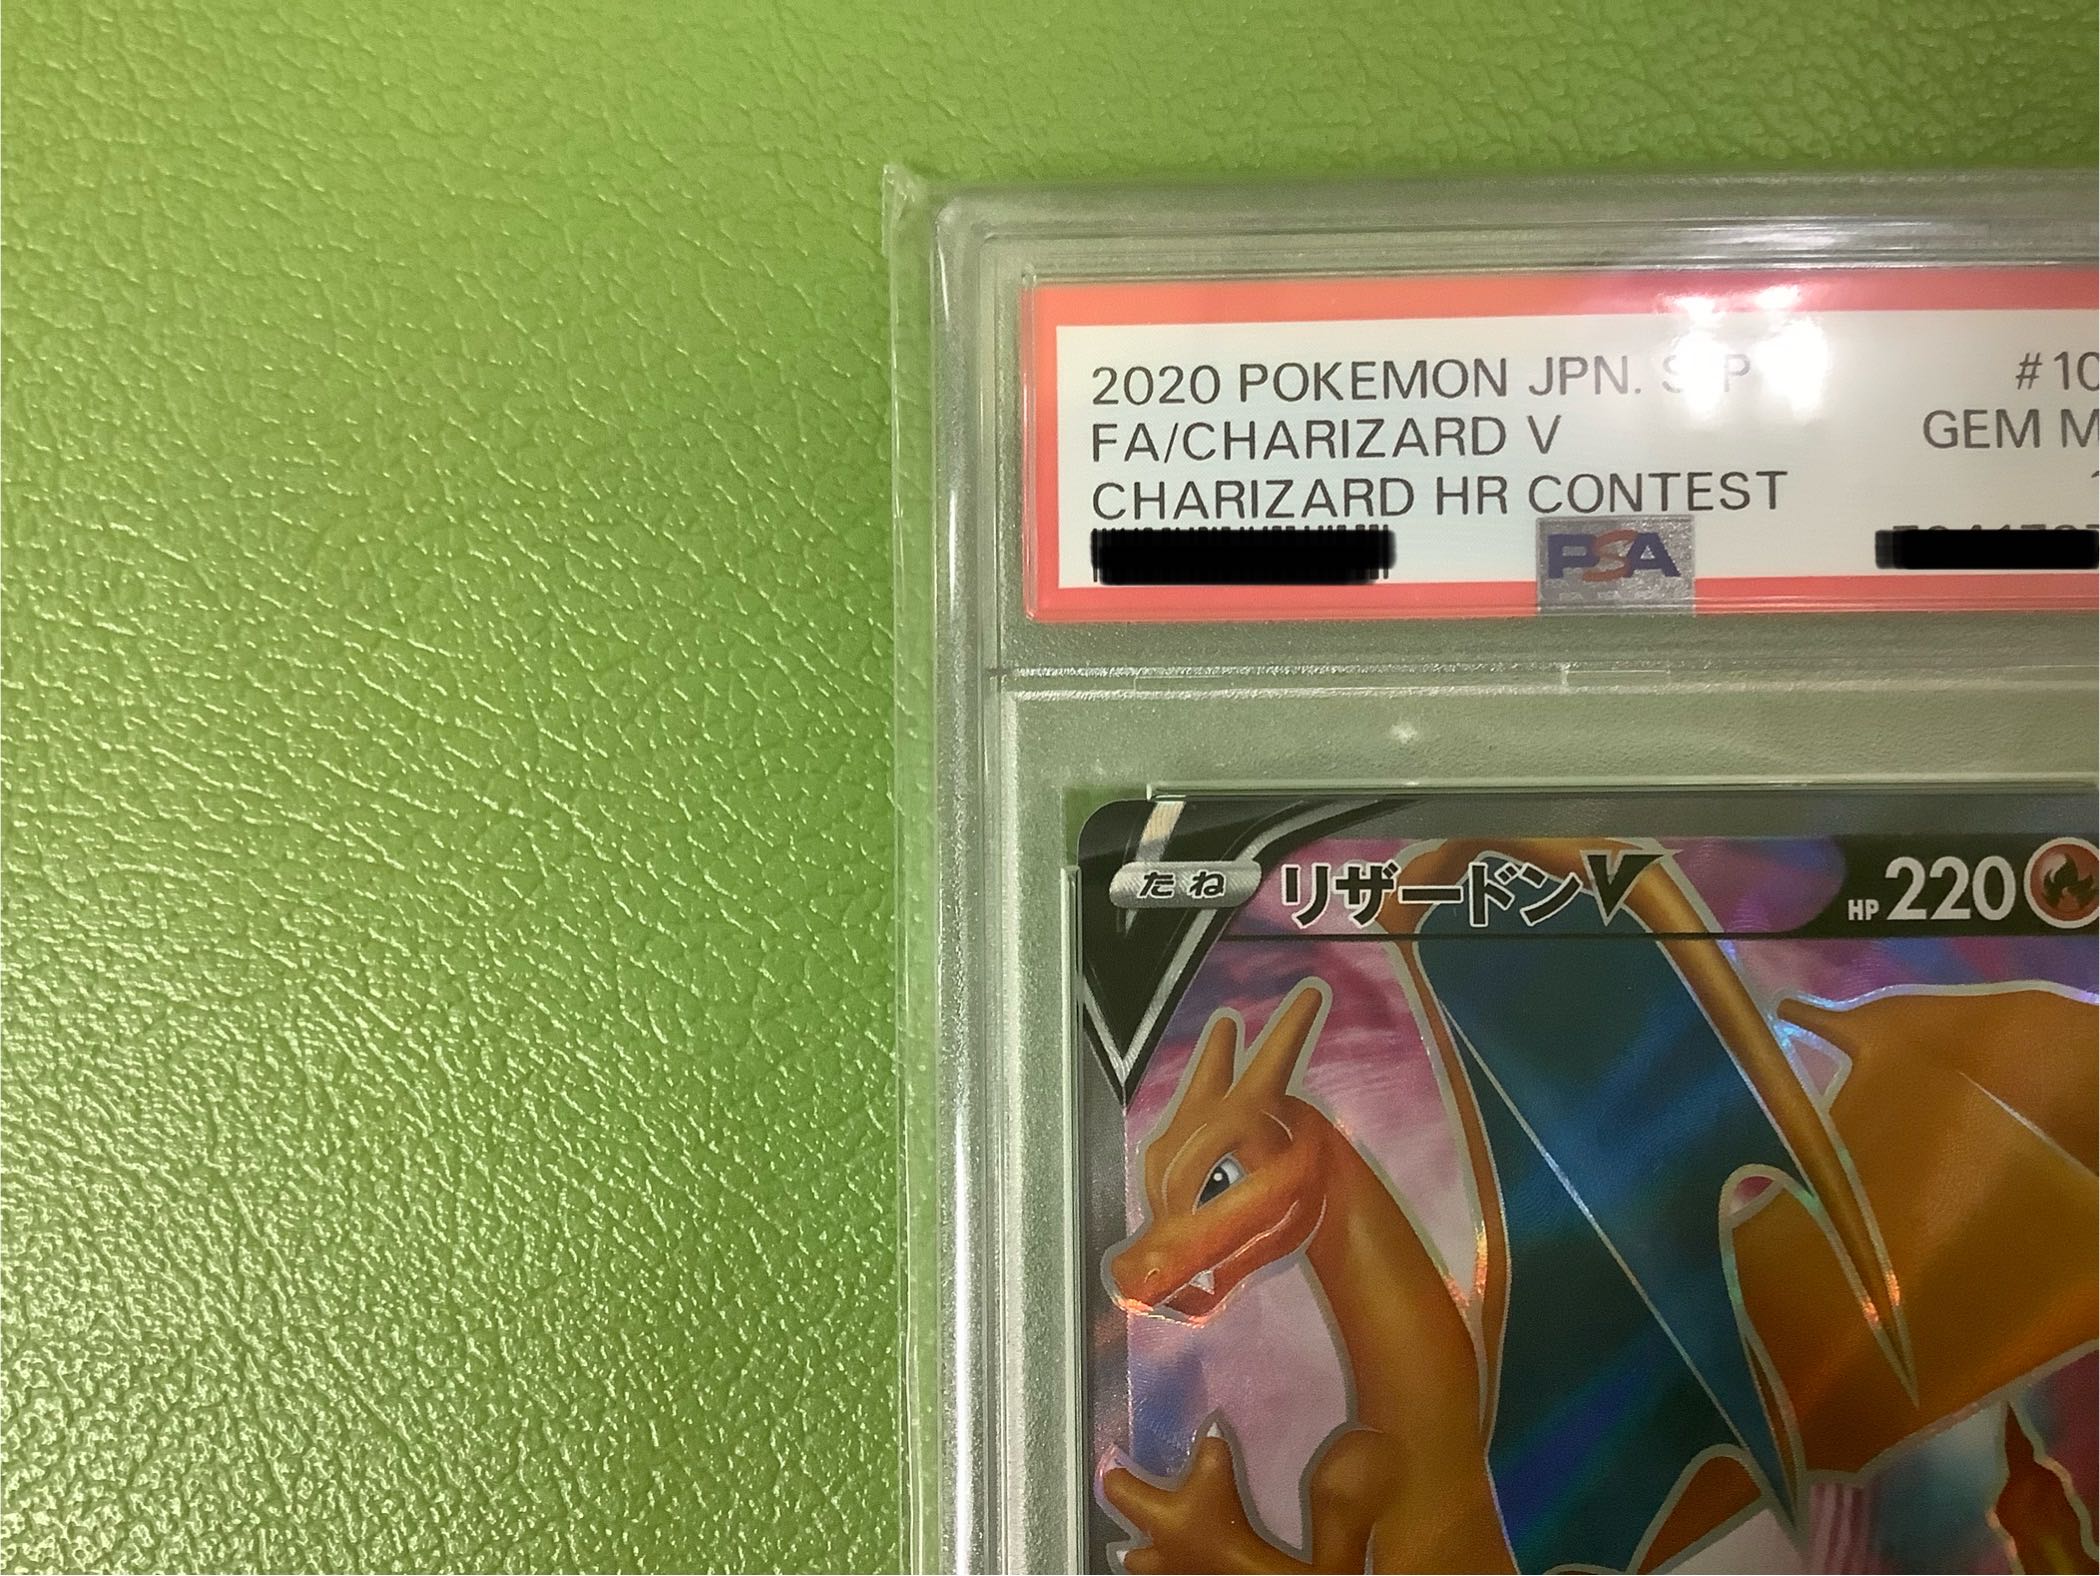 2020 POKEMON JPN. S P
#10
FA/CHARIZARD V
GEM M
CHARIZARD HR CONTEST
PSA
たね リザードンV HP 220